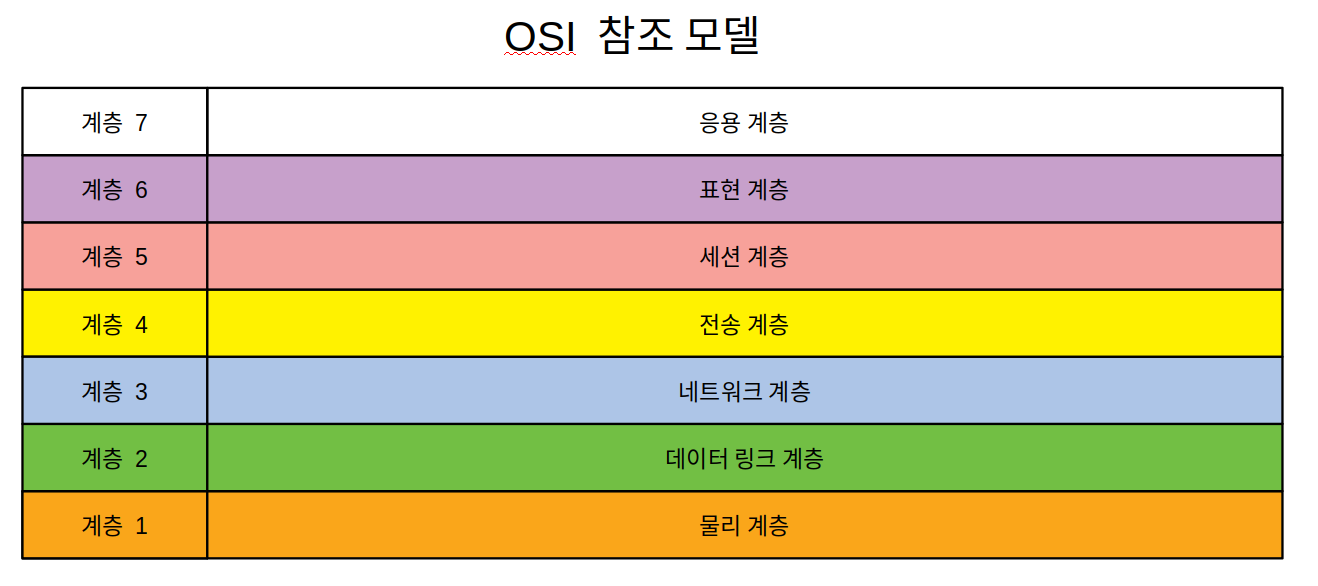 OSI 참조 모델
계층 7 응용 계층
계층 6 표현 계층
계층 5 세션 계층
계층 4 전송 계층
계층 3 네트워크 계층
계층 2 데이터 링크 계층
계층 1 물리 계층